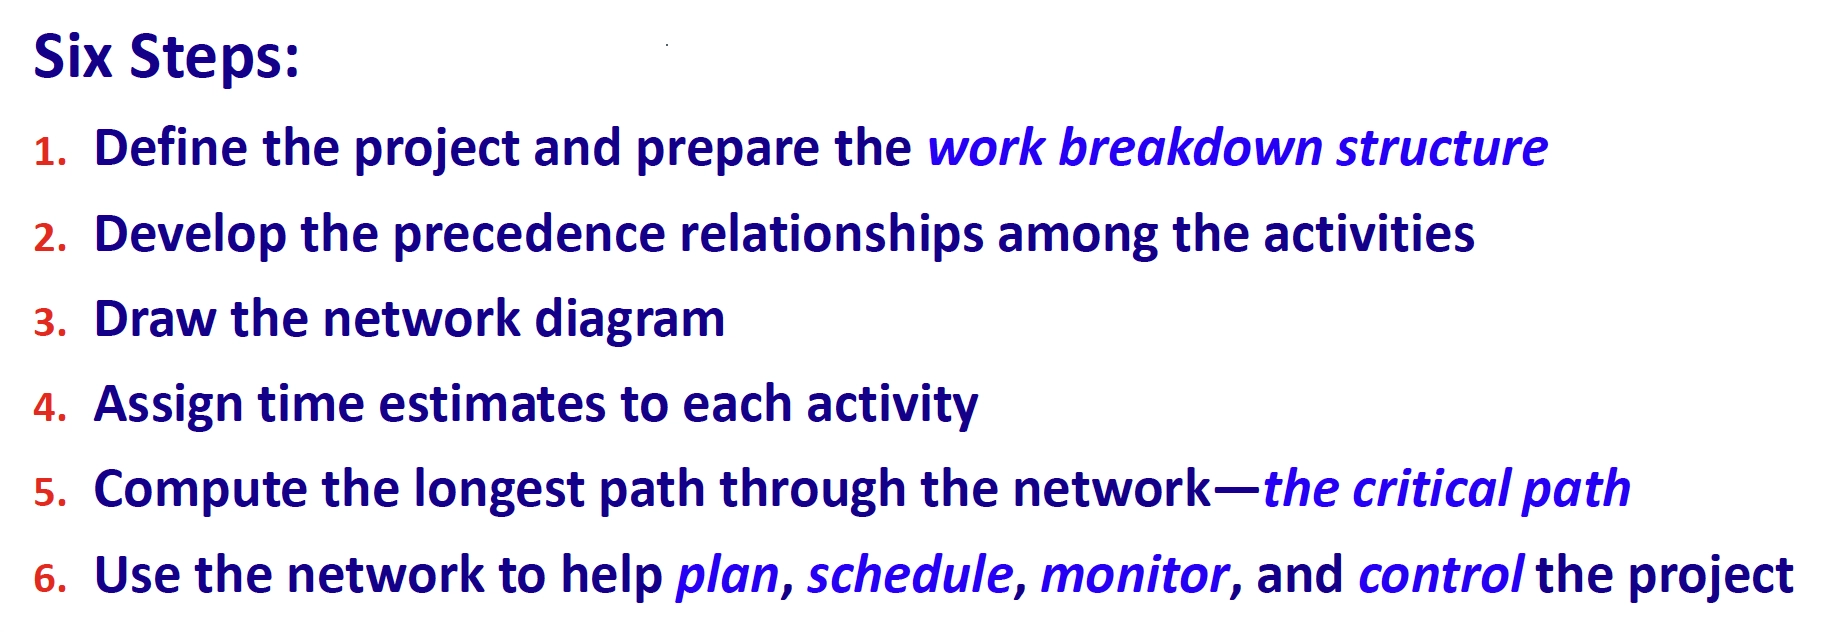 Six Steps:
1. Define the project and prepare the work breakdown structure
2. Develop the precedence relationships among the activities
3. Draw the network diagram
4. Assign time estimates to each activity
5. Compute the longest path through the network—the critical path
6. Use the network to help plan, schedule, monitor, and control the project